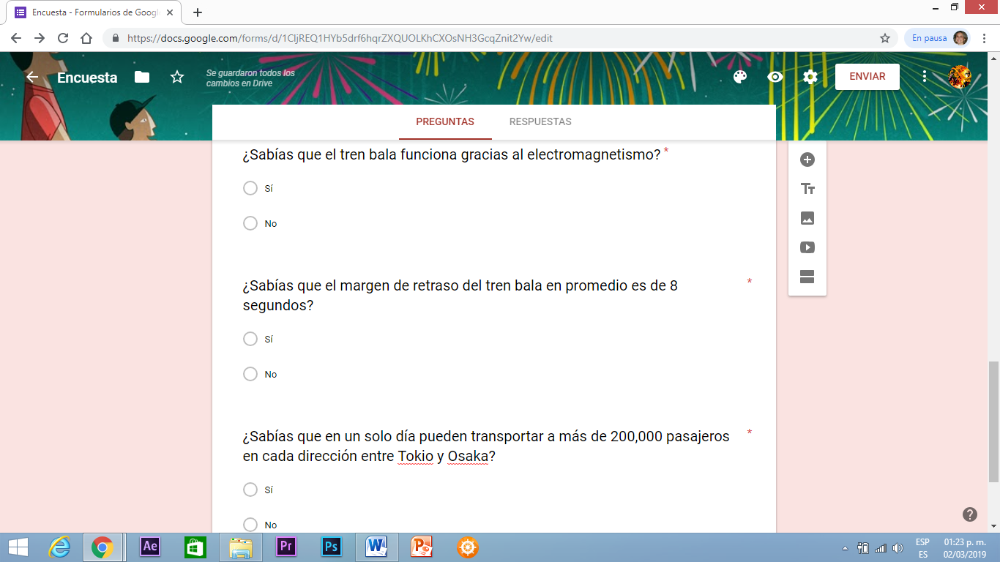 Encuesta - Formularios de Googl
https://docs.google.com/forms/d/1CIjREQ1HYb5drf6hqrZXQUOLKhCXOsNH3GcqZnit2Yw/edit
En pausa
Encuesta
Se guardaron todos los
cambios en Drive
ENVIAR
PREGUNTAS RESPUESTAS
¿Sabías que el tren bala funciona gracias al electromagnetismo? *
Sí
No
¿Sabías que el margen de retraso del tren bala en promedio es de 8 *
segundos?
Sí
No
¿Sabías que en un solo día pueden transportar a más de 200,000 pasajeros *
en cada dirección entre Tokio y Osaka?
Sí
No
Ae
Pr
Ps
ESP 01:23 p. m.
ES 02/03/2019